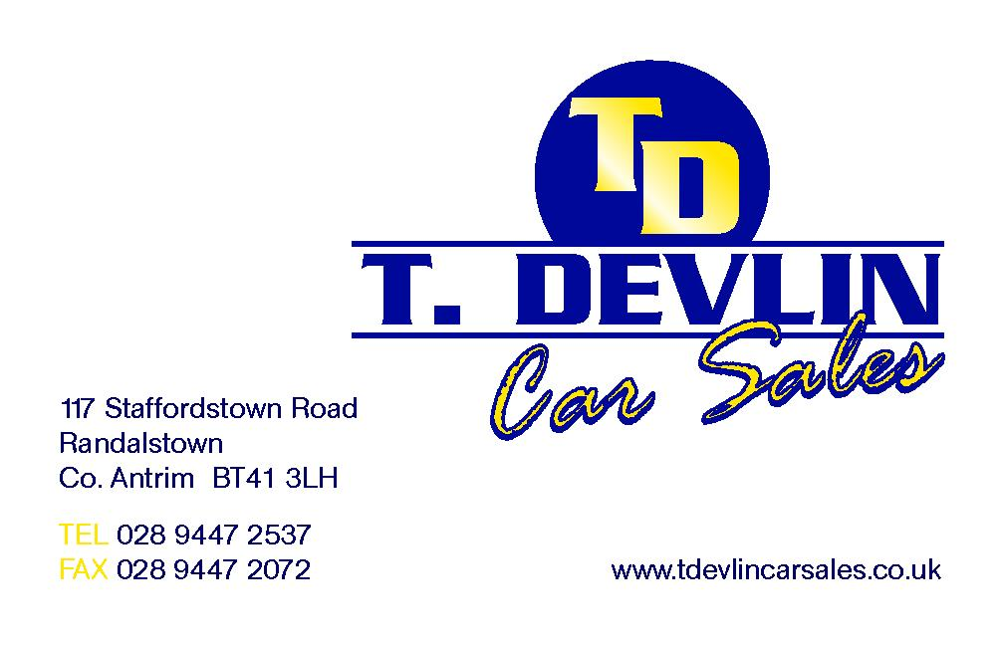 TD
T. DEVLIN
Car Sales
117 Staffordstown Road
Randalstown
Co. Antrim  BT41 3LH
TEL 028 9447 2537
FAX 028 9447 2072
www.tdevlincarsales.co.uk